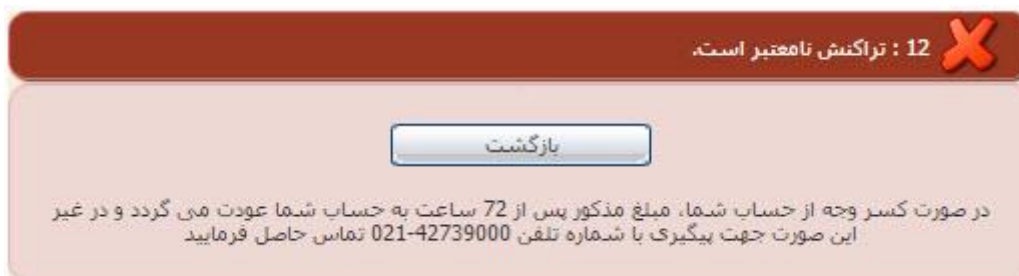 12 : تراکنش نامعتبر است.
بازگشت
در صورت کسر وجه از حساب شما، مبلغ مذکور پس از 72 ساعت به حساب شما عودت می گردد و در غیر
این صورت جهت پیگیری با شماره تلفن 42739000-021 تماس حاصل فرمایید